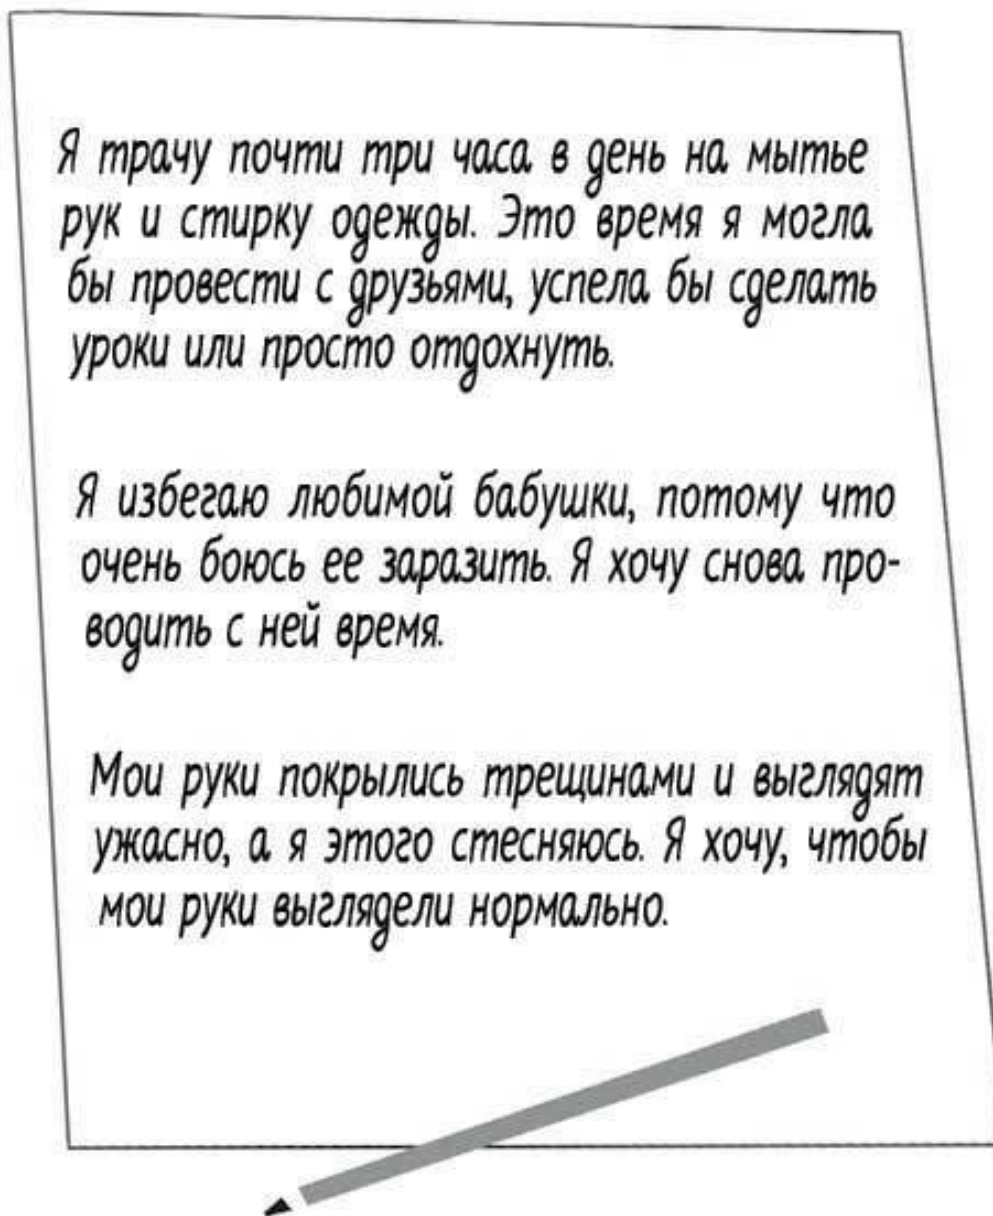 Я трачу почти три часа в день на мытье
рук и стирку одежды. Это время я могла
бы провести с друзьями, успела бы сделать
уроки или просто отдохнуть.
Я избегаю любимой бабушки, потому что
очень боюсь ее заразить. Я хочу снова про-
водить с ней время.
Мои руки покрылись трещинами и выглядят
ужасно, а я этого стесняюсь. Я хочу, чтобы
мои руки выглядели нормально.